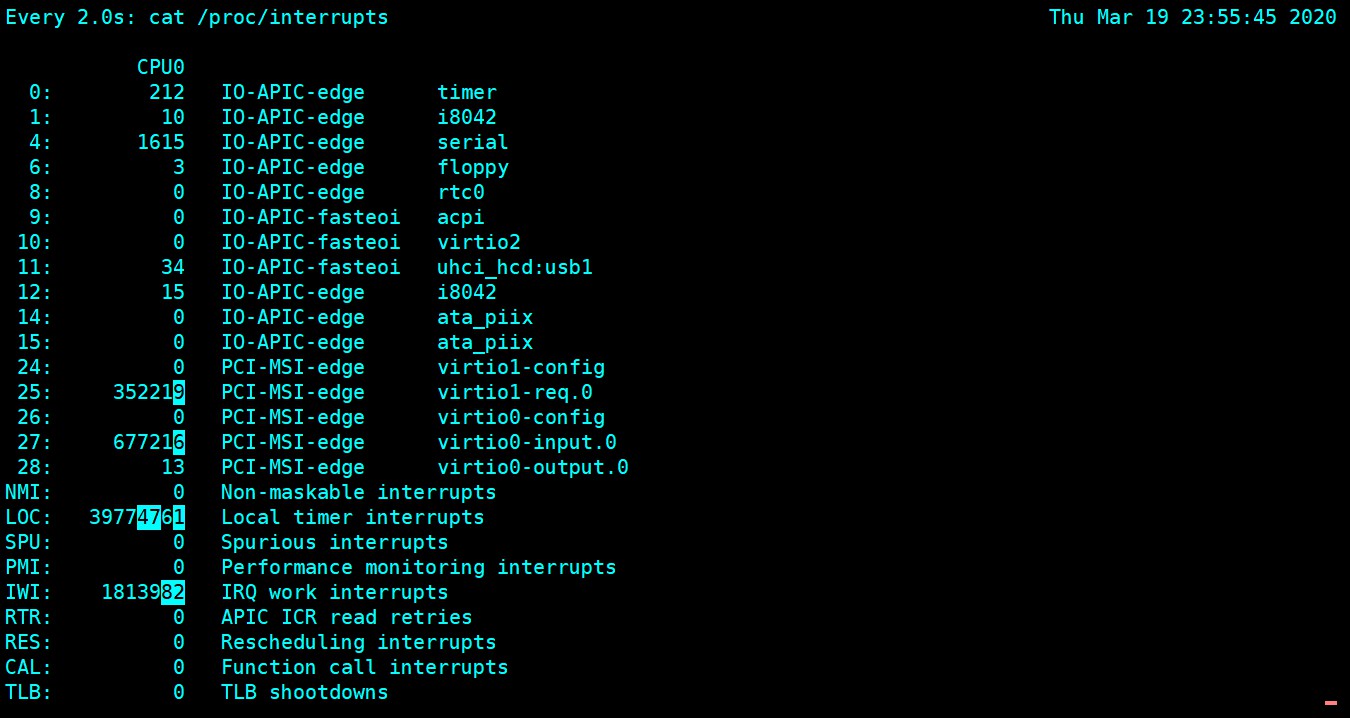 Every 2.0s: cat /proc/interrupts Thu Mar 19 23:55:45 2020
CPU0
0: 212 IO-APIC-edge timer
1: 10 IO-APIC-edge i8042
4: 1615 IO-APIC-edge serial
6: 3 IO-APIC-edge floppy
8: 0 IO-APIC-edge rtc0
9: 0 IO-APIC-fasteoi acpi
10: 0 IO-APIC-fasteoi virtio2
11: 34 IO-APIC-fasteoi uhci_hcd:usb1
12: 15 IO-APIC-edge i8042
14: 0 IO-APIC-edge ata_piix
15: 0 IO-APIC-edge ata_piix
24: 0 PCI-MSI-edge virtio1-config
25: 352219 PCI-MSI-edge virtio1-req.0
26: 0 PCI-MSI-edge virtio0-config
27: 677216 PCI-MSI-edge virtio0-input.0
28: 13 PCI-MSI-edge virtio0-output.0
NMI: 0 Non-maskable interrupts
LOC: 39774761 Local timer interrupts
SPU: 0 Spurious interrupts
PMI: 0 Performance monitoring interrupts
IWI: 1813982 IRQ work interrupts
RTR: 0 APIC ICR read retries
RES: 0 Rescheduling interrupts
CAL: 0 Function call interrupts
TLB: 0 TLB shootdowns